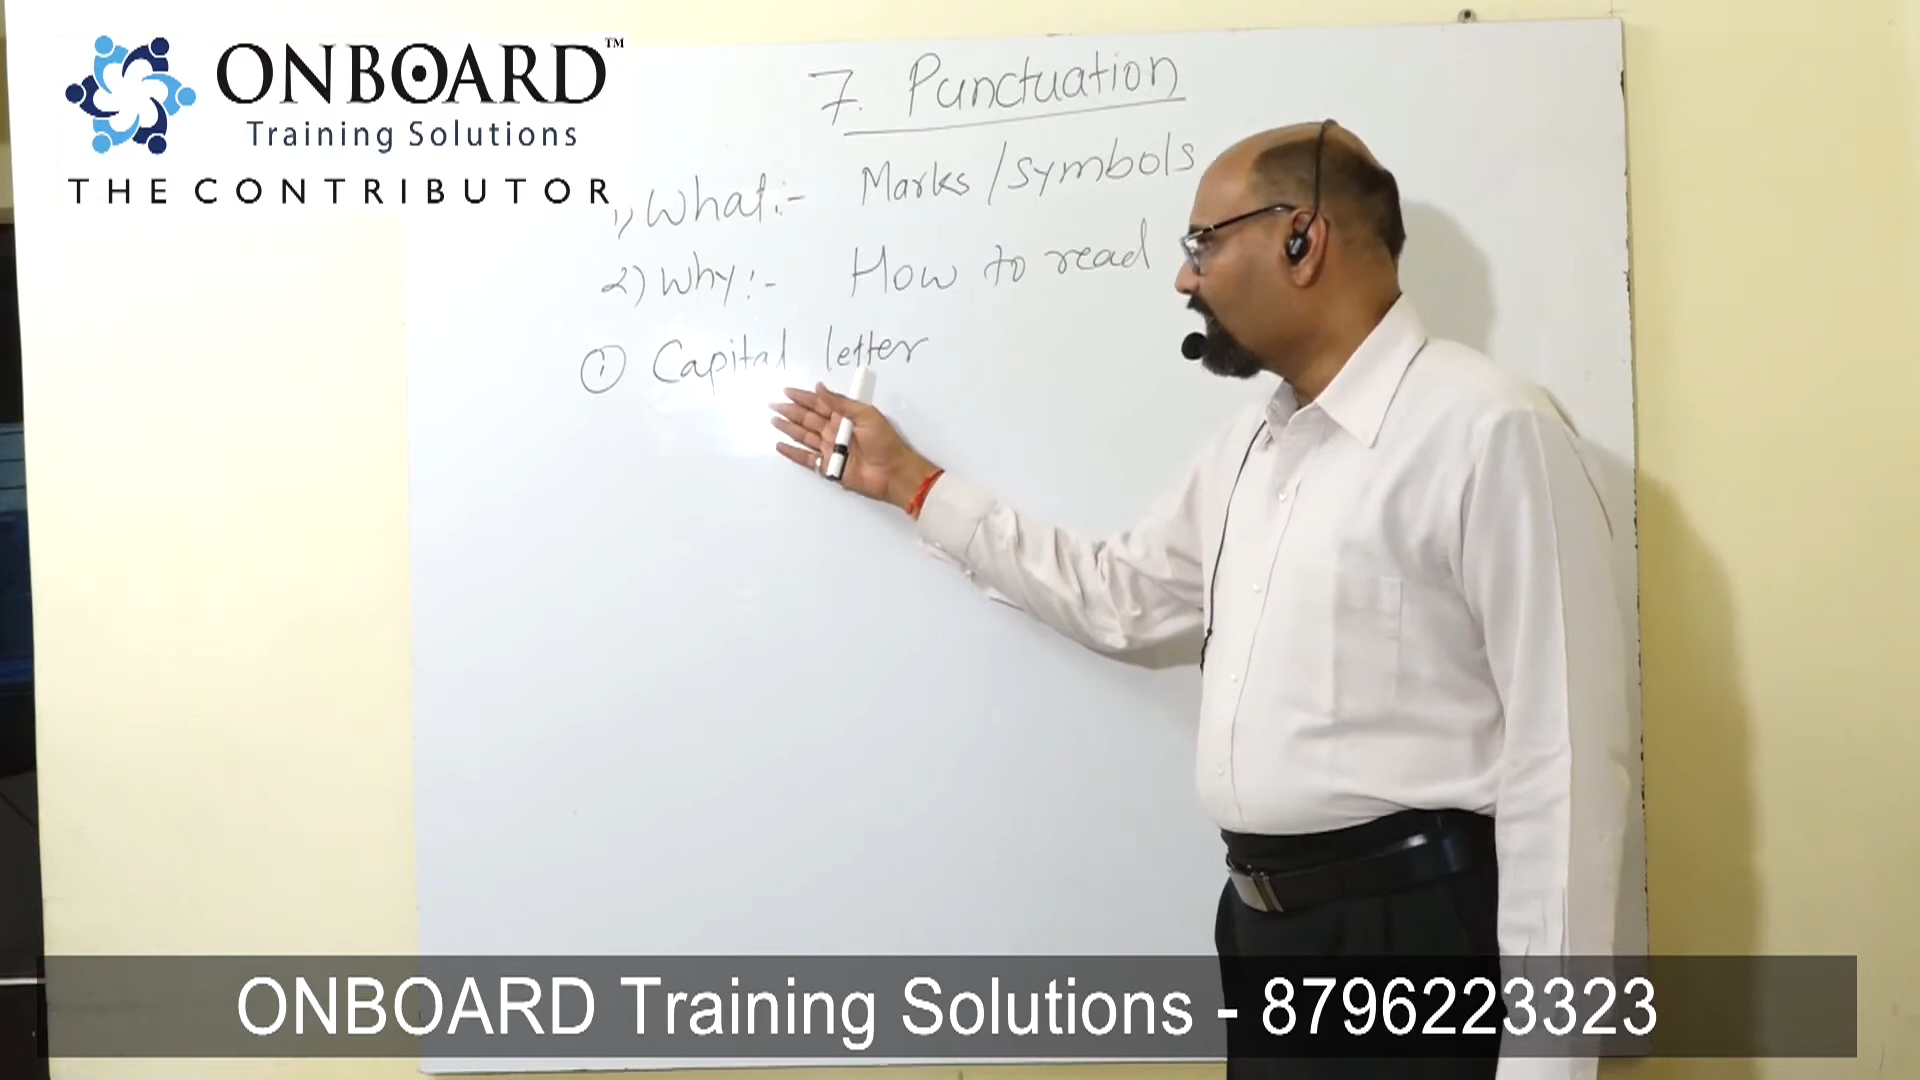 ONBOARD™
Training Solutions
THE CONTRIBUTOR
7. Punctuation
1) What:- Marks/Symbols
2) Why:- How to read
① Capital letter
ONBOARD Training Solutions - 8796223323